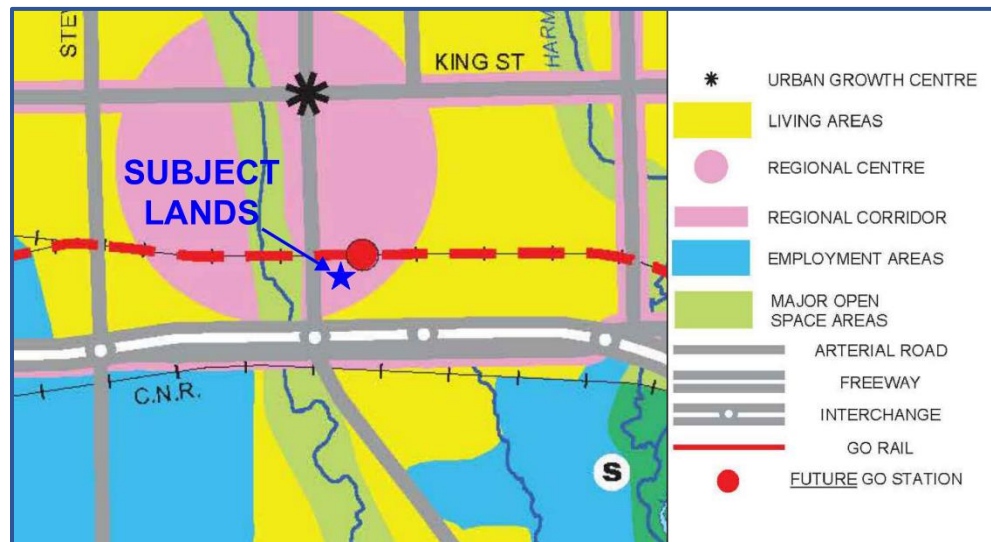 STEV
KING ST
HARM
SUBJECT
LANDS
C.N.R.
S
URBAN GROWTH CENTRE
LIVING AREAS
REGIONAL CENTRE
REGIONAL CORRIDOR
EMPLOYMENT AREAS
MAJOR OPEN
SPACE AREAS
ARTERIAL ROAD
FREEWAY
INTERCHANGE
GO RAIL
FUTURE GO STATION